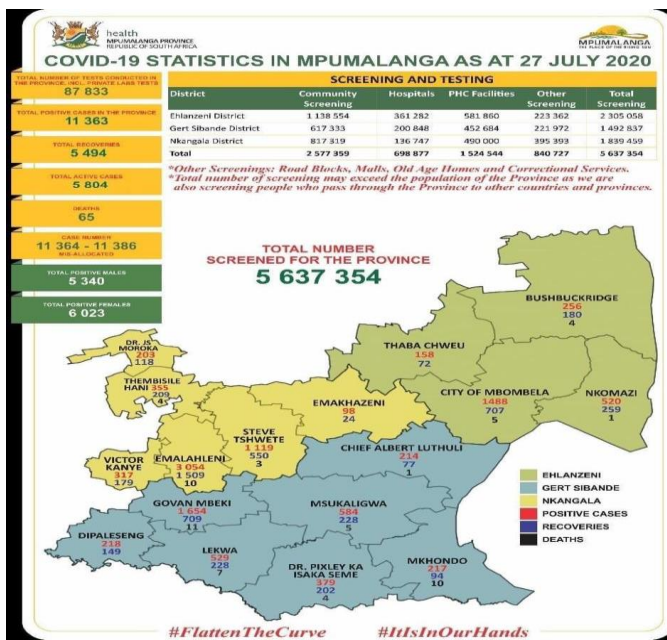 health
MPUMALANGA PROVINCE
REPUBLIC OF SOUTH AFRICA
MPUMALANGA
THE PLACE OF THE RISING SUN
COVID-19 STATISTICS IN MPUMALANGA AS AT 27 JULY 2020
TOTAL NUMBER OF TESTS CONDUCTED IN
THE PROVINCE, INCL. PRIVATE LABS TESTS
87 833
TOTAL POSITIVE CASES IN THE PROVINCE
11 363
TOTAL RECOVERIES
5 494
TOTAL ACTIVE CASES
5 804
DEATHS
65
CASE NUMBER
11 364 - 11 386
MIS-ALLOCATED
TOTAL POSITIVE MALES
5 340
TOTAL POSITIVE FEMALES
6 023
SCREENING AND TESTING
District Community Screening Hospitals PHC Facilities Other Screening Total Screening
Ehlanzeni District 1 138 554 361 282 581 860 223 362 2 305 058
Gert Sibande District 617 333 200 848 452 684 221 972 1 492 837
Nkangala District 817 319 136 747 490 000 395 393 1 839 459
Total 2 577 359 698 877 1 524 544 840 727 5 637 354
*Other Screenings: Road Blocks, Malls, Old Age Homes and Correctional Services.
*Total number of screening may exceed the population of the Province as we are
also screening people who pass through the Province to other countries and provinces.
TOTAL NUMBER
SCREENED FOR THE PROVINCE
5 637 354
BUSHBUCKRIDGE
256
180
4
THABA CHWEU
158
72
DR. JS
MOROKA
203
118
THEMBISILE
HANI 355
209
4
EMAKHAZENI
98
24
CITY OF MBOMBELA
1488
707
5
NKOMAZI
520
259
1
STEVE
TSHWETE
1 119
550
3
VICTOR
KANYE
317
179
EMALAHLENI
3 054
1 509
10
CHIEF ALBERT LUTHULI
214
77
1
GOVAN MBEKI
1 654
709
11
MSUKALIGWA
584
228
5
DIPALESENG
218
149
LEKWA
529
228
7
DR. PIXLEY KA
ISAKA SEME
379
202
4
MKHONDO
217
94
10
EHLANZENI
GERT SIBANDE
NKANGALA
POSITIVE CASES
RECOVERIES
DEATHS
#FlattenTheCurve #ItIsInOurHands